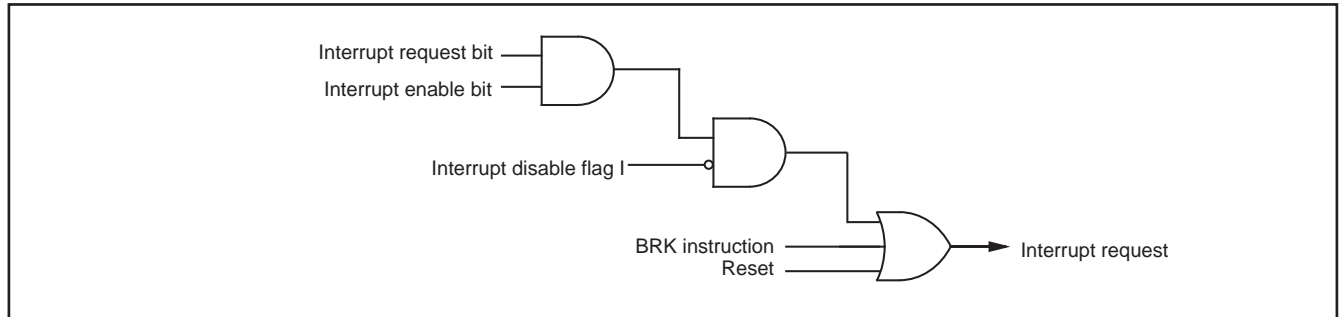 Interrupt request bit
Interrupt enable bit
Interrupt disable flag I
BRK instruction
Reset
Interrupt request